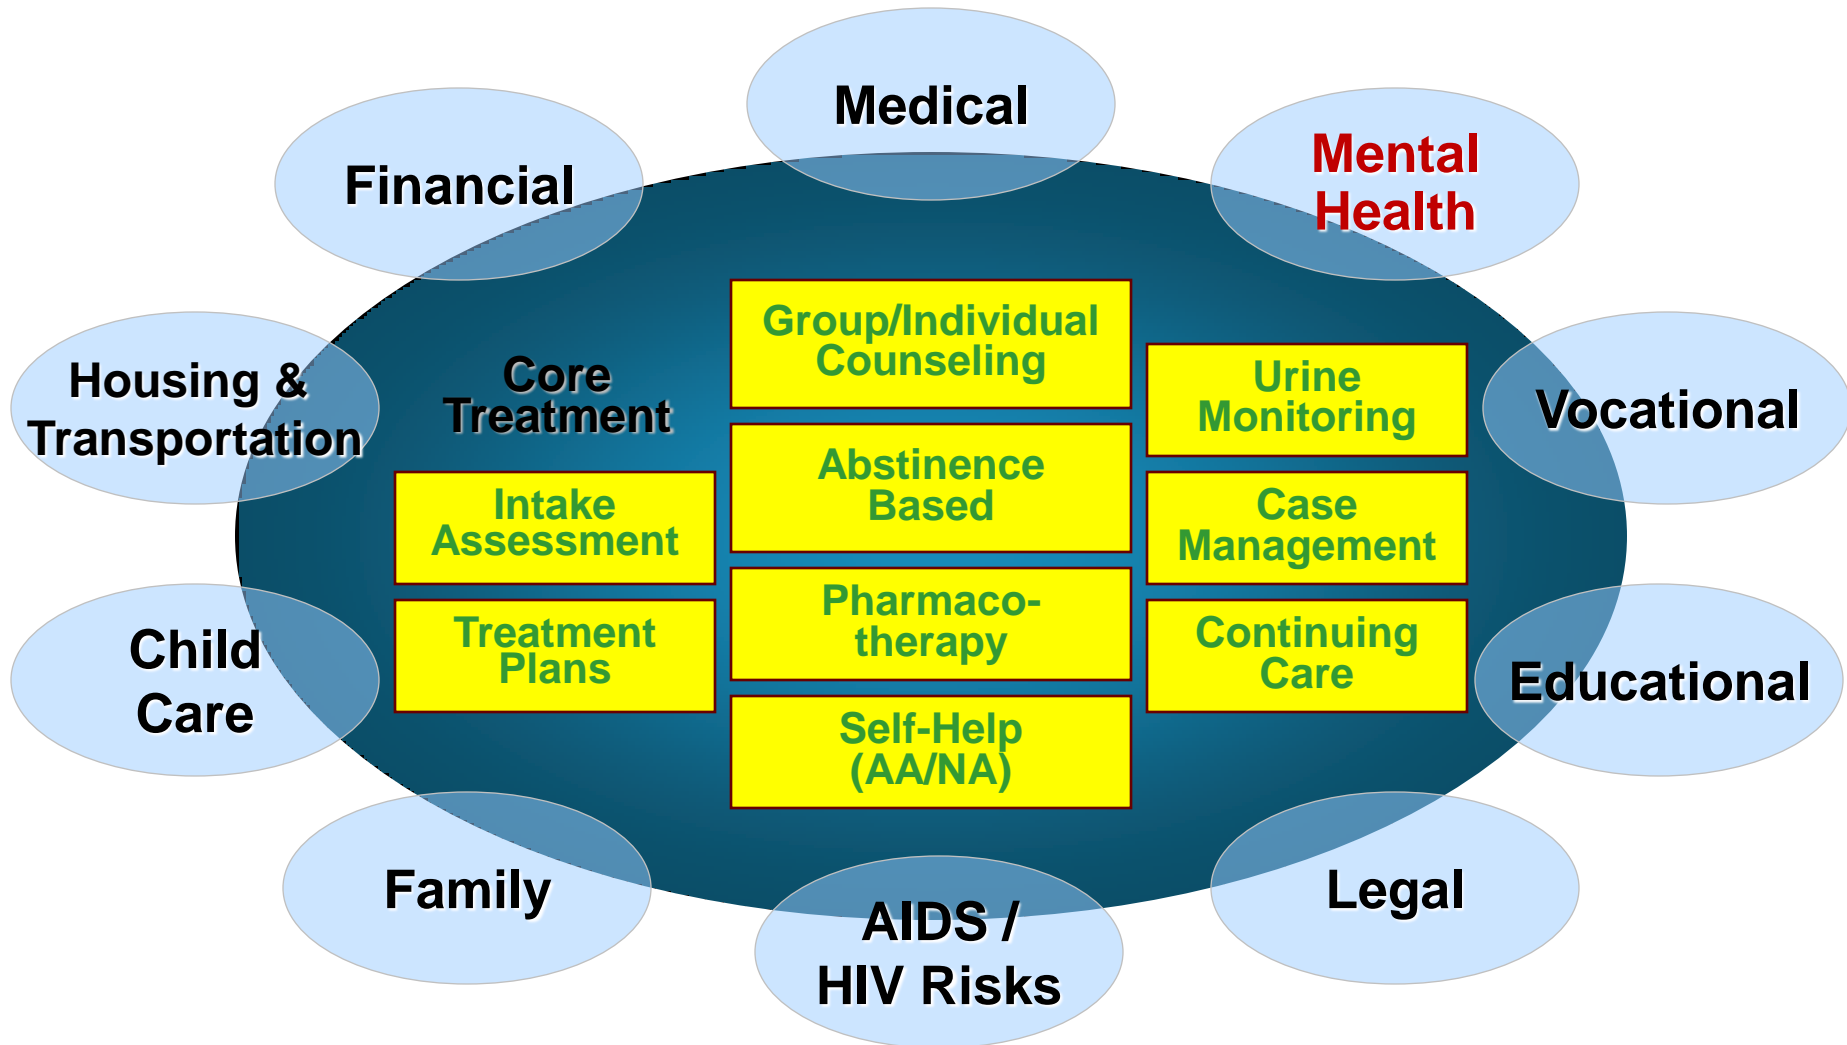 Medical
Financial
Mental
Health
Housing &
Transportation
Core
Treatment
Group/Individual
Counseling
Urine
Monitoring
Vocational
Abstinence
Based
Intake
Assessment
Case
Management
Child
Care
Treatment
Plans
Pharmaco-
therapy
Continuing
Care
Educational
Self-Help
(AA/NA)
Family
AIDS /
HIV Risks
Legal